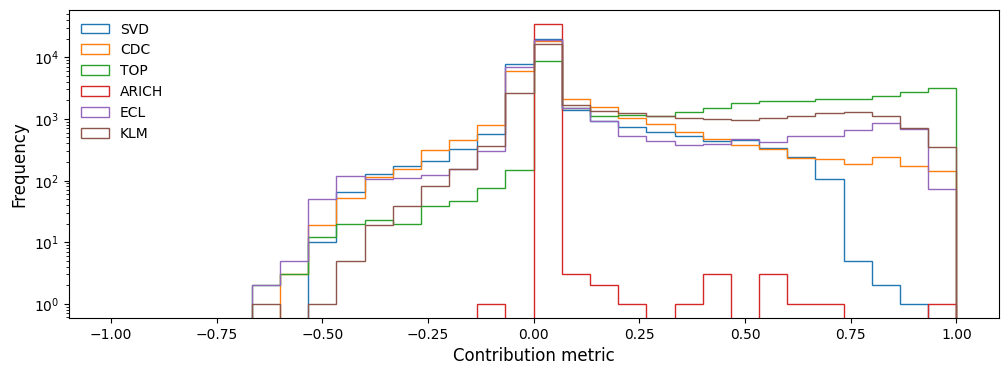 SVD
CDC
TOP
ARICH
ECL
KLM
Frequency
10⁴
10³
10²
10¹
10⁰
−1.00 −0.75 −0.50 −0.25 0.00 0.25 0.50 0.75 1.00
Contribution metric